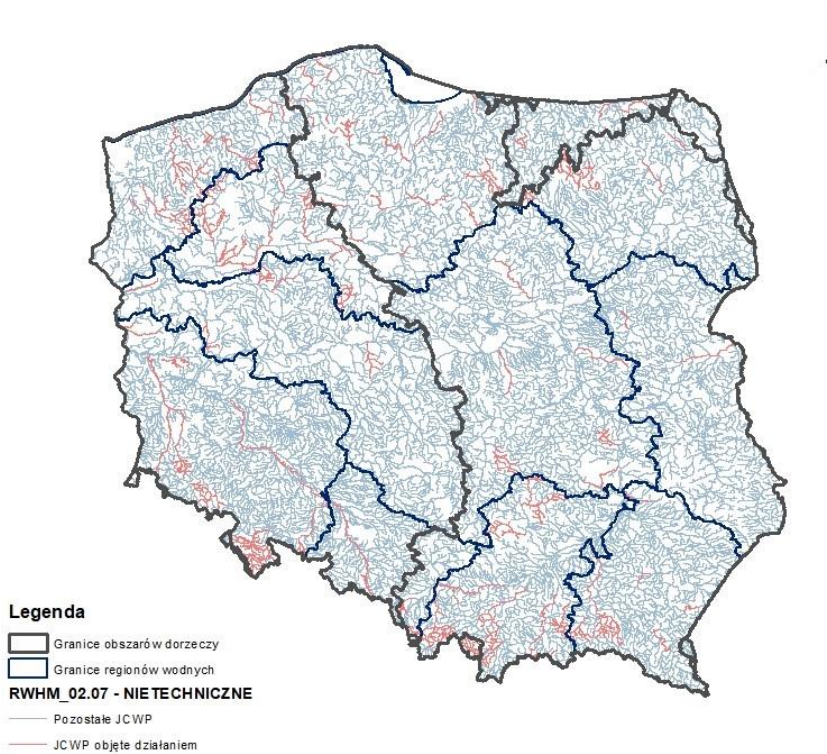 Legenda
Granice obszarów dorzeczy
Granice regionów wodnych
RWHM_02.07 - NIETECHNICZNE
Pozostałe JCWP
JCWP objęte działaniem